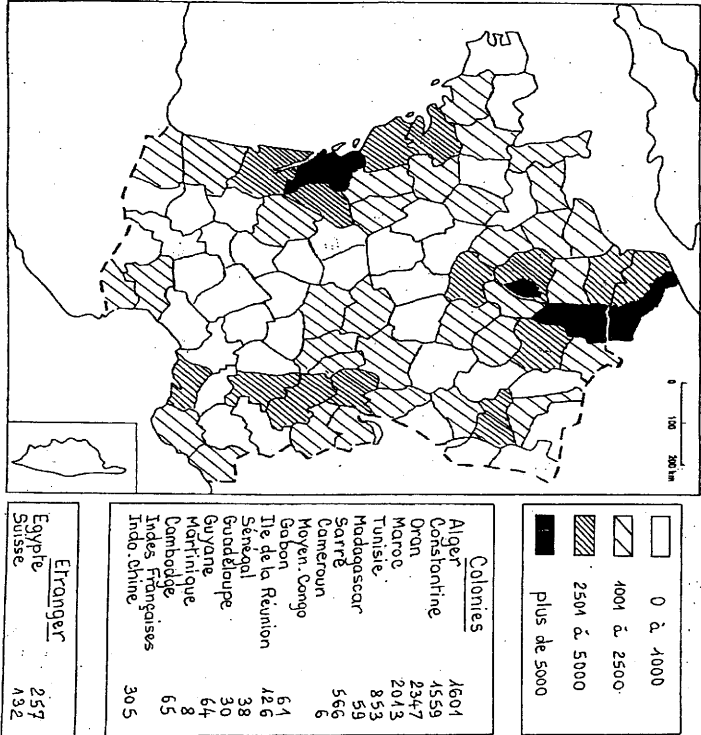 0 100 200 km
0 à 1000
1001 à 2500
2501 à 5000
plus de 5000
Colonies
Alger 1601
Constantine 1559
Oran 2347
Maroc 2013
Tunisie 853
Madagascar 59
Sarre 566
Cameroun 6
Moyen-Congo
Gabon 61
Ile de la Réunion 126
Sénégal 38
Guadeloupe 30
Guyane 64
Martinique 8
Cambodge 65
Indes Françaises
Indo-Chine 305
Etranger
Egypte 257
Suisse 132